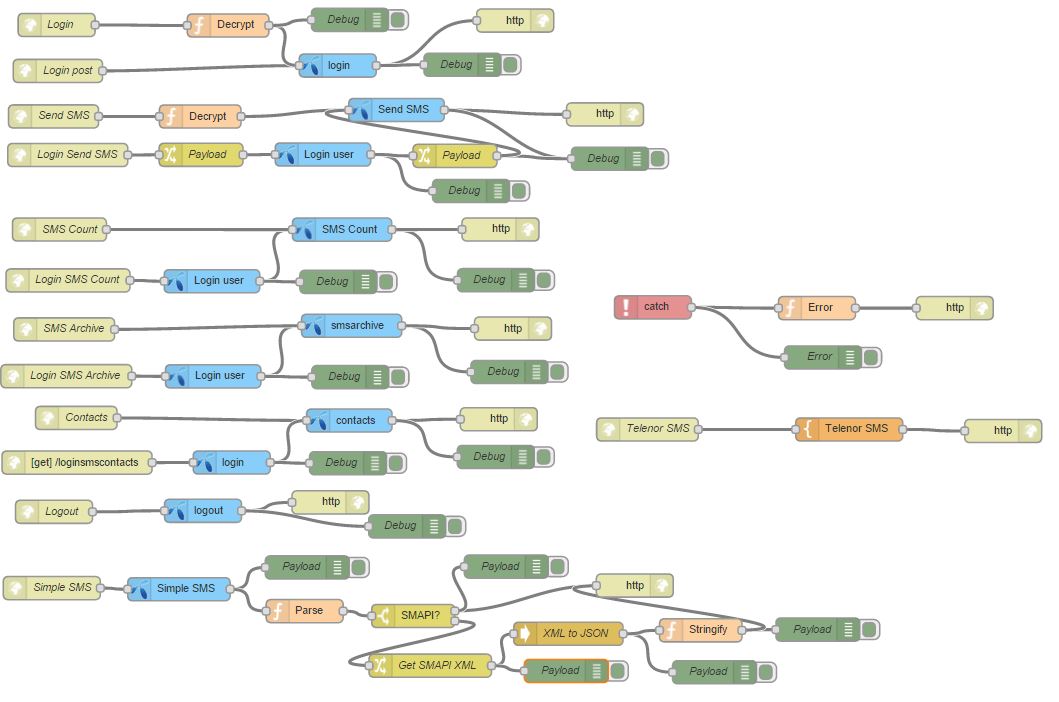 Login
Decrypt
Debug
http
Login post
login
Debug
Send SMS
Decrypt
Send SMS
http
Login Send SMS
Payload
Login user
Payload
Debug
Debug
SMS Count
SMS Count
http
Login SMS Count
Login user
Debug
Debug
catch
Error
http
Error
SMS Archive
smsarchive
http
Login SMS Archive
Login user
Debug
Debug
Contacts
contacts
http
Telenor SMS
Telenor SMS
http
[get] /loginsmscontacts
login
Debug
Debug
Logout
logout
http
Debug
Simple SMS
Simple SMS
Payload
Payload
http
Parse
SMAPI?
XML to JSON
Stringify
Payload
Get SMAPI XML
Payload
Payload